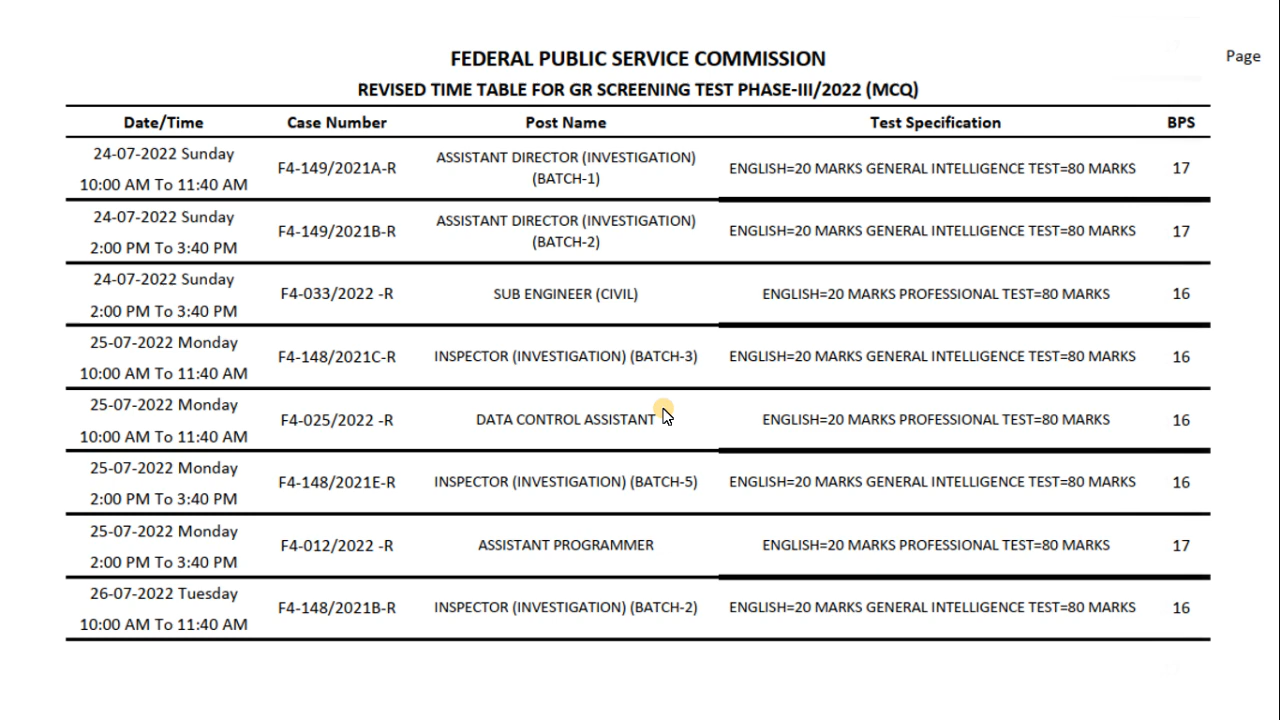 FEDERAL PUBLIC SERVICE COMMISSION
Page
REVISED TIME TABLE FOR GR SCREENING TEST PHASE-III/2022 (MCQ)
Date/Time Case Number Post Name Test Specification BPS
24-07-2022 Sunday
10:00 AM To 11:40 AM
F4-149/2021A-R
ASSISTANT DIRECTOR (INVESTIGATION)
(BATCH-1)
ENGLISH=20 MARKS GENERAL INTELLIGENCE TEST=80 MARKS
17
24-07-2022 Sunday
2:00 PM To 3:40 PM
F4-149/2021B-R
ASSISTANT DIRECTOR (INVESTIGATION)
(BATCH-2)
ENGLISH=20 MARKS GENERAL INTELLIGENCE TEST=80 MARKS
17
24-07-2022 Sunday
2:00 PM To 3:40 PM
F4-033/2022 -R
SUB ENGINEER (CIVIL)
ENGLISH=20 MARKS PROFESSIONAL TEST=80 MARKS
16
25-07-2022 Monday
10:00 AM To 11:40 AM
F4-148/2021C-R
INSPECTOR (INVESTIGATION) (BATCH-3)
ENGLISH=20 MARKS GENERAL INTELLIGENCE TEST=80 MARKS
16
25-07-2022 Monday
10:00 AM To 11:40 AM
F4-025/2022 -R
DATA CONTROL ASSISTANT
ENGLISH=20 MARKS PROFESSIONAL TEST=80 MARKS
16
25-07-2022 Monday
2:00 PM To 3:40 PM
F4-148/2021E-R
INSPECTOR (INVESTIGATION) (BATCH-5)
ENGLISH=20 MARKS GENERAL INTELLIGENCE TEST=80 MARKS
16
25-07-2022 Monday
2:00 PM To 3:40 PM
F4-012/2022 -R
ASSISTANT PROGRAMMER
ENGLISH=20 MARKS PROFESSIONAL TEST=80 MARKS
17
26-07-2022 Tuesday
10:00 AM To 11:40 AM
F4-148/2021B-R
INSPECTOR (INVESTIGATION) (BATCH-2)
ENGLISH=20 MARKS GENERAL INTELLIGENCE TEST=80 MARKS
16